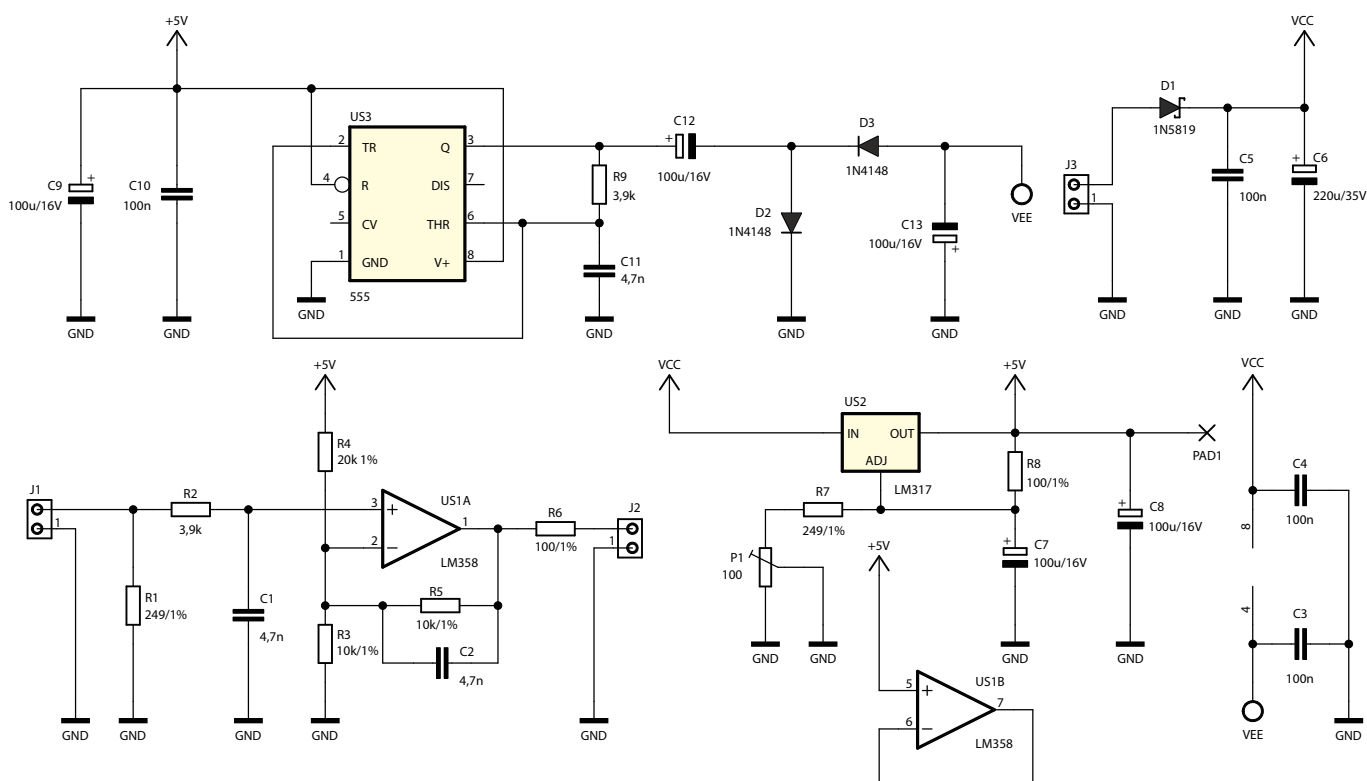 +5V
C9
100u/16V
+
GND
C10
100n
GND
US3
2
TR
Q
3
4
R
DIS
7
5
CV
THR
6
1
GND
V+
8
555
GND
R9
3,9k
C11
4,7n
GND
C12
+
100u/16V
D3
1N4148
D2
1N4148
GND
C13
100u/16V
+
GND
VEE
J3
1
GND
D1
1N5819
VCC
C5
100n
GND
C6
+
220u/35V
GND
J1
1
GND
R1
249/1%
GND
R2
3,9k
C1
4,7n
GND
+5V
R4
20k 1%
R3
10k/1%
GND
3
+
2
−
US1A
1
LM358
R5
10k/1%
C2
4,7n
R6
100/1%
J2
1
GND
VCC
US2
IN
OUT
ADJ
LM317
+5V
R8
100/1%
R7
249/1%
P1
100
GND
GND
C7
+
100u/16V
GND
C8
+
100u/16V
GND
PAD1
+5V
5
+
6
−
US1B
7
LM358
VCC
C4
100n
8
4
C3
100n
VEE
GND